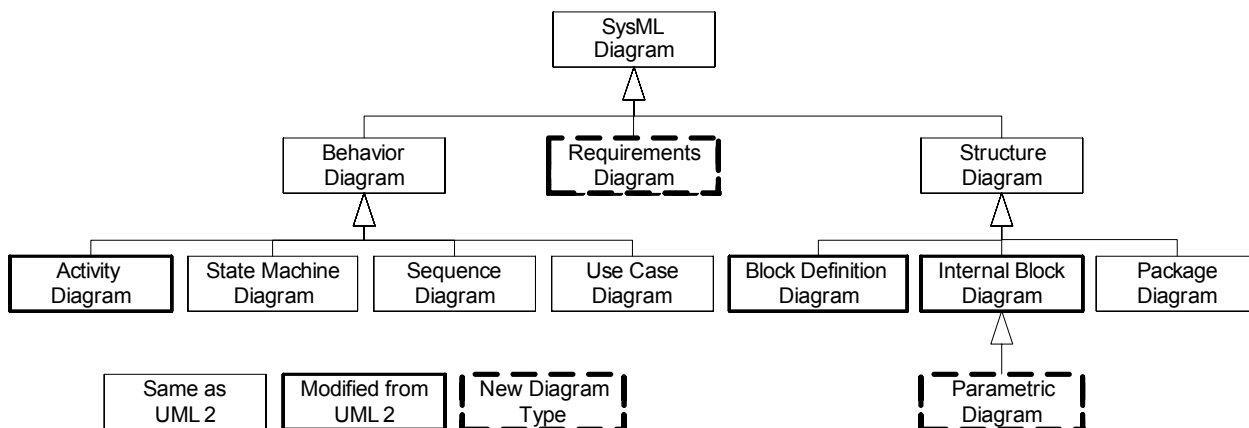 SysML
Diagram
Behavior
Diagram
Requirements
Diagram
Structure
Diagram
Activity
Diagram
State Machine
Diagram
Sequence
Diagram
Use Case
Diagram
Block Definition
Diagram
Internal Block
Diagram
Package
Diagram
Same as
UML 2
Modified from
UML 2
New Diagram
Type
Parametric
Diagram